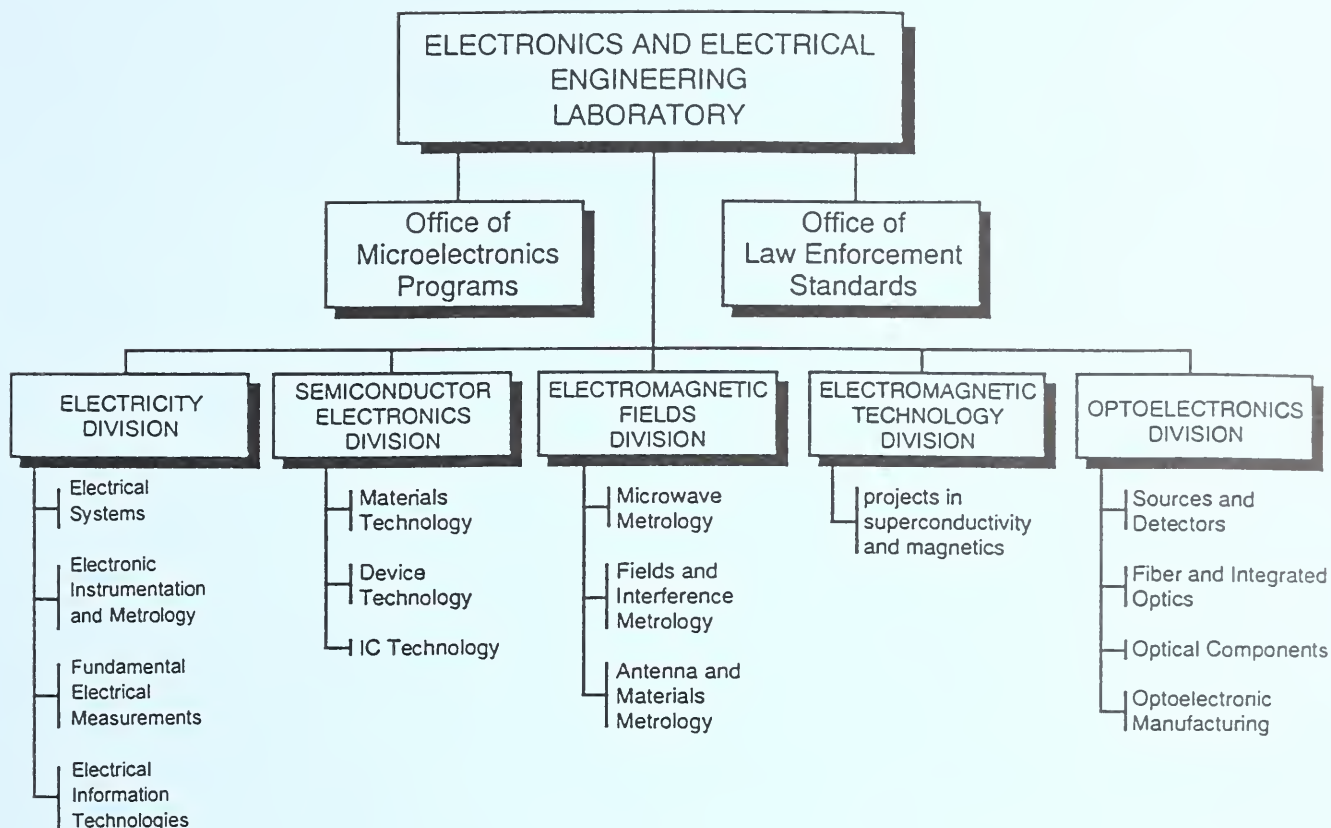 ELECTRONICS AND ELECTRICAL
ENGINEERING
LABORATORY
Office of
Microelectronics
Programs
Office of
Law Enforcement
Standards
ELECTRICITY
DIVISION
Electrical
Systems
Electronic
Instrumentation
and Metrology
Fundamental
Electrical
Measurements
Electrical
Information
Technologies
SEMICONDUCTOR
ELECTRONICS
DIVISION
Materials
Technology
Device
Technology
IC Technology
ELECTROMAGNETIC
FIELDS
DIVISION
Microwave
Metrology
Fields and
Interference
Metrology
Antenna and
Materials
Metrology
ELECTROMAGNETIC
TECHNOLOGY
DIVISION
projects in
superconductivity
and magnetics
OPTOELECTRONICS
DIVISION
Sources and
Detectors
Fiber and Integrated
Optics
Optical Components
Optoelectronic
Manufacturing